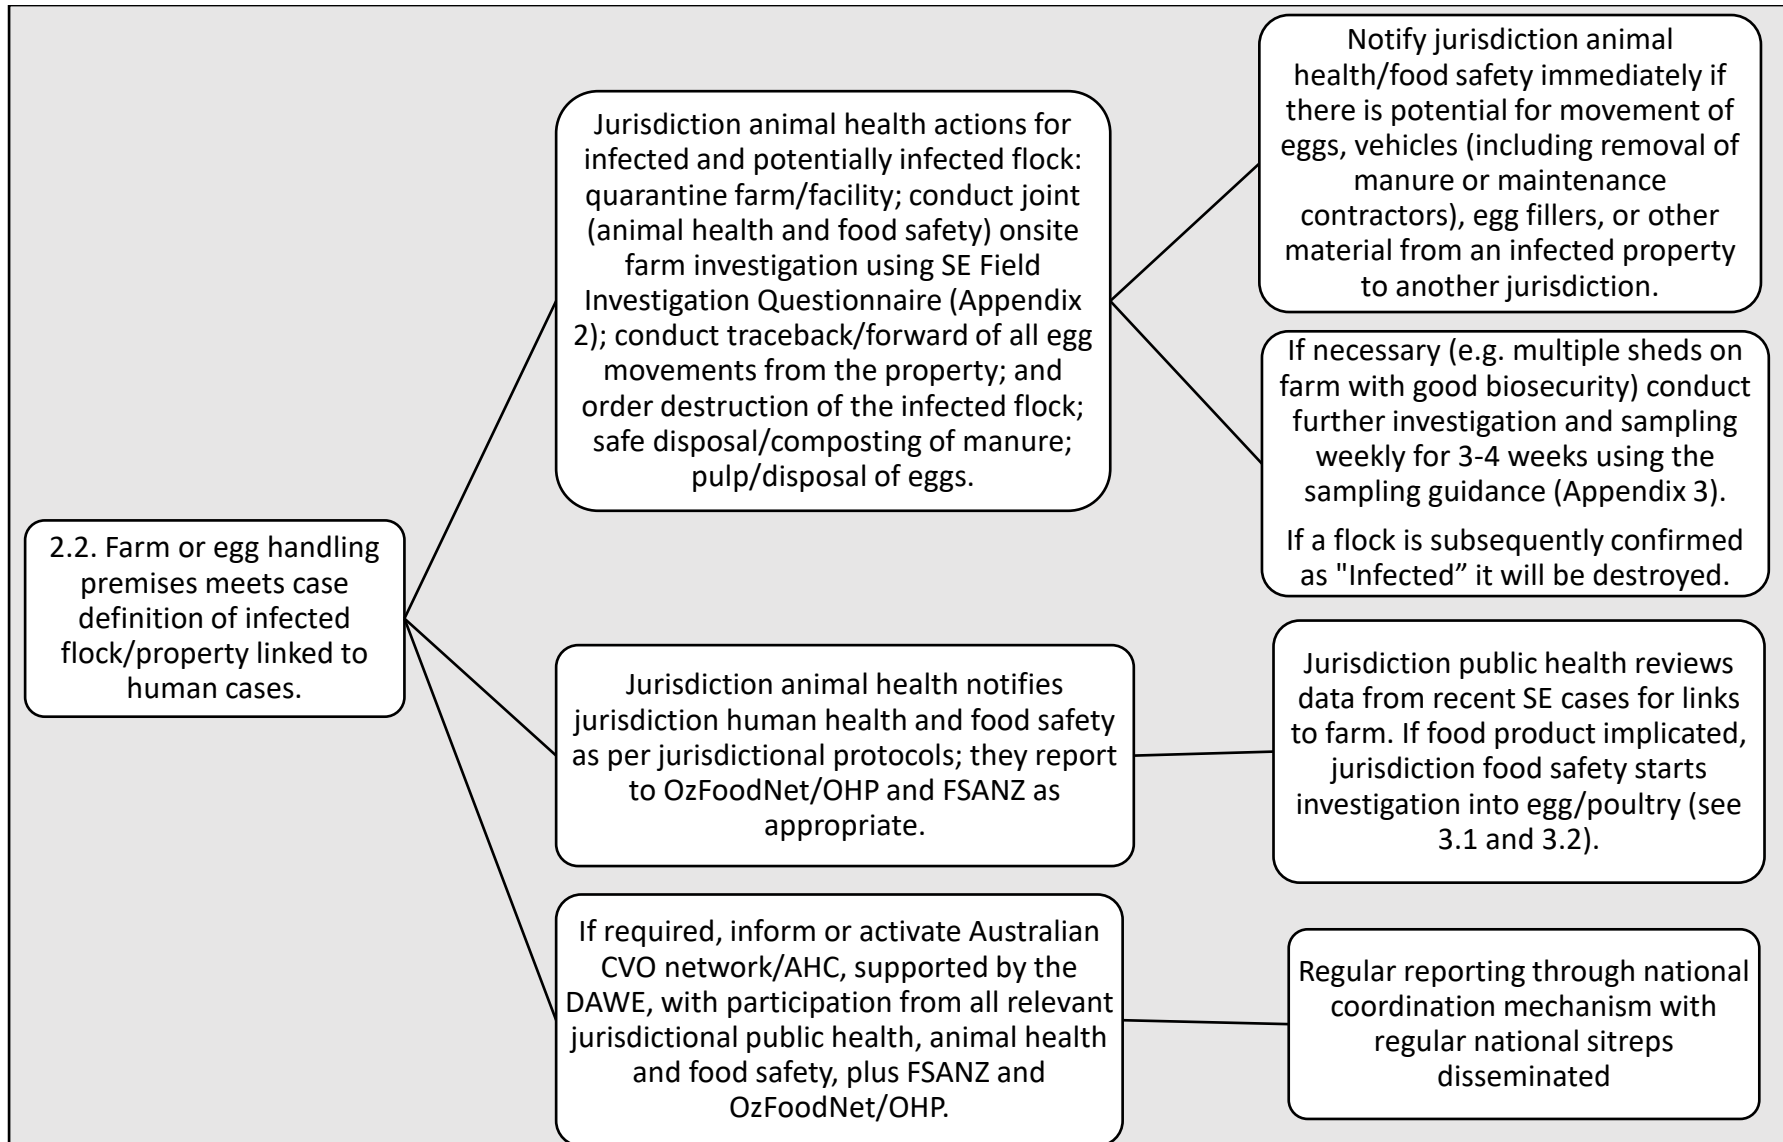 2.2. Farm or egg handling
premises meets case
definition of infected
flock/property linked to
human cases.
Jurisdiction animal health actions for
infected and potentially infected flock:
quarantine farm/facility; conduct joint
(animal health and food safety) onsite
farm investigation using SE Field
Investigation Questionnaire (Appendix
2); conduct traceback/forward of all egg
movements from the property; and
order destruction of the infected flock;
safe disposal/composting of manure;
pulp/disposal of eggs.
Notify jurisdiction animal
health/food safety immediately if
there is potential for movement of
eggs, vehicles (including removal of
manure or maintenance
contractors), egg fillers, or other
material from an infected property
to another jurisdiction.
If necessary (e.g. multiple sheds on
farm with good biosecurity) conduct
further investigation and sampling
weekly for 3-4 weeks using the
sampling guidance (Appendix 3).
If a flock is subsequently confirmed
as "Infected” it will be destroyed.
Jurisdiction animal health notifies
jurisdiction human health and food safety
as per jurisdictional protocols; they report
to OzFoodNet/OHP and FSANZ as
appropriate.
Jurisdiction public health reviews
data from recent SE cases for links
to farm. If food product implicated,
jurisdiction food safety starts
investigation into egg/poultry (see
3.1 and 3.2).
If required, inform or activate Australian
CVO network/AHC, supported by the
DAWE, with participation from all relevant
jurisdictional public health, animal health
and food safety, plus FSANZ and
OzFoodNet/OHP.
Regular reporting through national
coordination mechanism with
regular national sitreps
disseminated